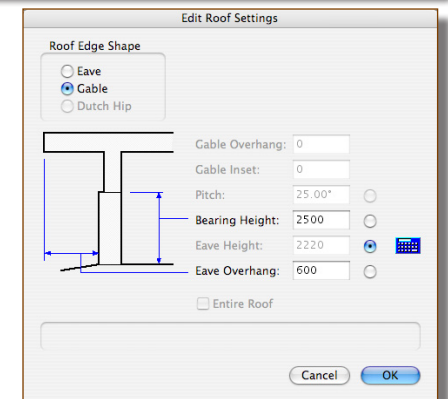 Edit Roof Settings
Roof Edge Shape
Eave
Gable
Dutch Hip
Gable Overhang: 0
Gable Inset: 0
Pitch: 25.00°
Bearing Height: 2500
Eave Height: 2220
Eave Overhang: 600
Entire Roof
Cancel OK